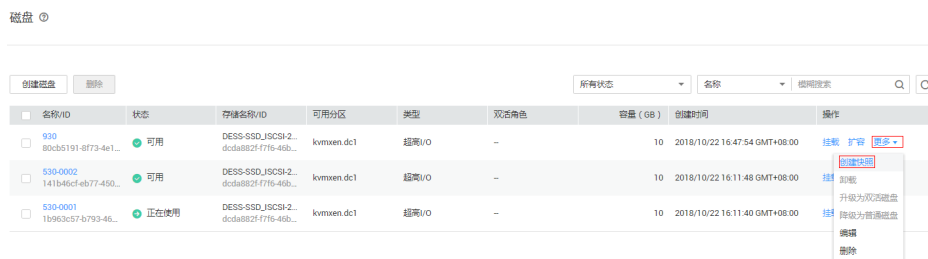 磁盘 ?
创建磁盘 删除 所有状态 名称 模糊搜索
名称/ID 状态 存储名称/ID 可用分区 类型 双活角色 容量（GB） 创建时间 操作
930 可用 DESS-SSD_ISCSI-2... kvmxen.dc1 超高I/O -- 10 2018/10/22 16:47:54 GMT+08:00 挂载 扩容 更多
80cb5191-8f73-4e1... dcda882f-f7f6-46b...
创建快照
530-0002 可用 DESS-SSD_ISCSI-2... kvmxen.dc1 超高I/O -- 10 2018/10/22 16:11:48 GMT+08:00 挂
141b46cf-eb77-450... dcda882f-f7f6-46b...
卸载
升级为双活磁盘
530-0001 正在使用 DESS-SSD_ISCSI-2... kvmxen.dc1 超高I/O -- 10 2018/10/22 16:11:40 GMT+08:00 挂
1b963c57-b793-46... dcda882f-f7f6-46b...
降级为普通磁盘
编辑
删除